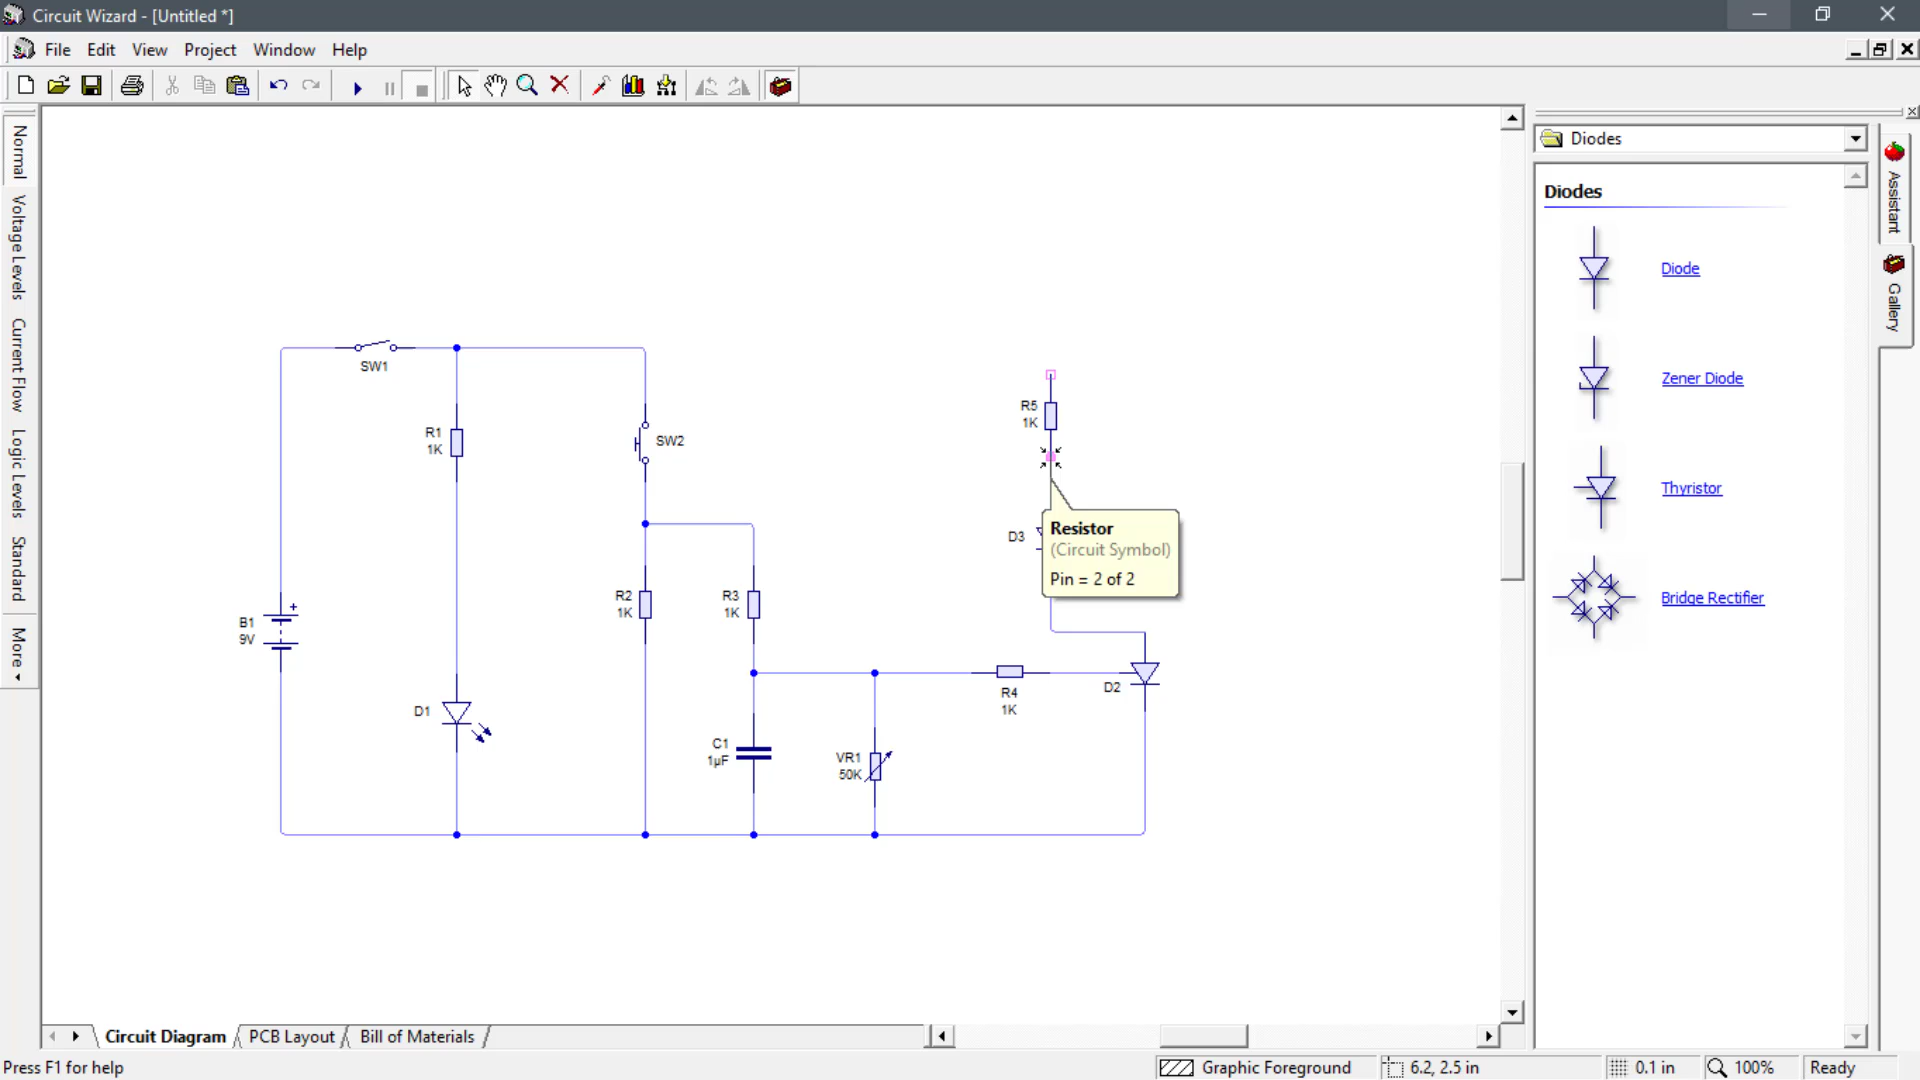 Circuit Wizard - [Untitled *]
File Edit View Project Window Help
Normal
Voltage Levels
Current Flow
Logic Levels
Standard
More
Diodes
Diodes
Diode
Zener Diode
Thyristor
Bridge Rectifier
Assistant
Gallery
SW1
R1
1K
SW2
R5
1K
Resistor
(Circuit Symbol)
Pin = 2 of 2
D3
R2
1K
R3
1K
B1
9V
+
D1
C1
1µF
VR1
50K
R4
1K
D2
Circuit Diagram PCB Layout Bill of Materials
Press F1 for help Graphic Foreground 6.2, 2.5 in 0.1 in 100% Ready